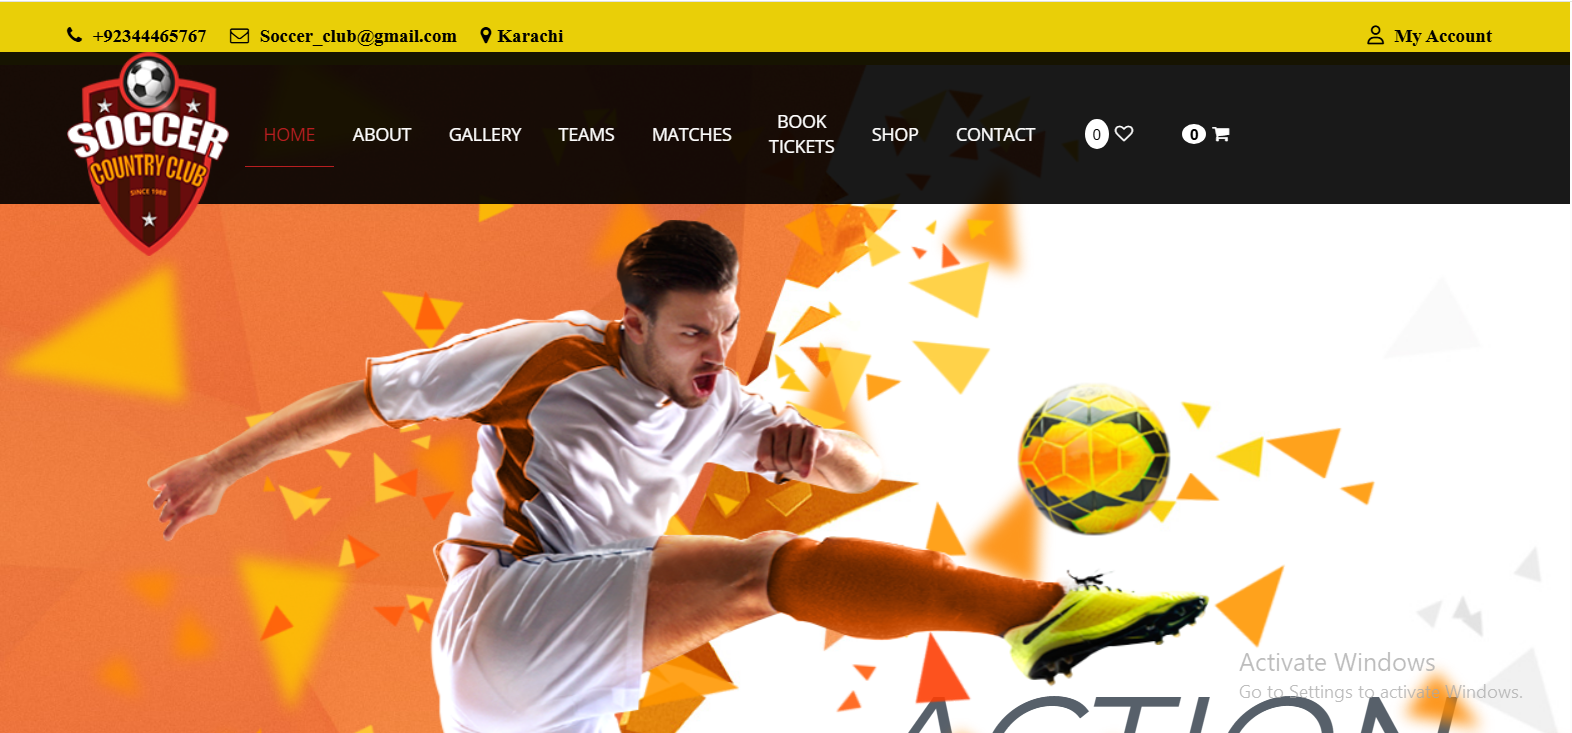 +92344465767 Soccer_club@gmail.com Karachi My Account
SOCCER
COUNTRY CLUB
SINCE 1988
HOME ABOUT GALLERY TEAMS MATCHES BOOK TICKETS SHOP CONTACT 0 0
Activate Windows
Go to Settings to activate Windows.
ACTION